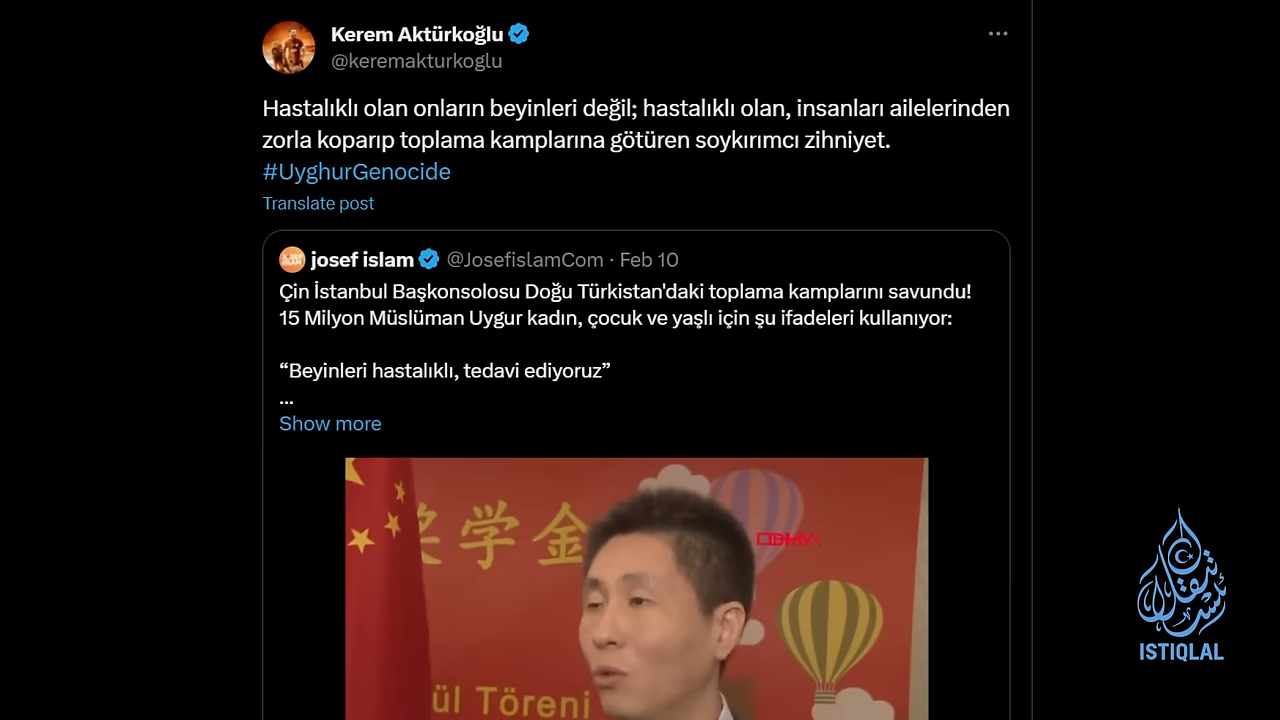 Kerem Aktürkoğlu
@keremakturkoglu
Hastalıklı olan onların beyinleri değil; hastalıklı olan, insanları ailelerinden
zorla koparıp toplama kamplarına götüren soykırımcı zihniyet.
#UyghurGenocide
Translate post
josef islam @JosefislamCom · Feb 10
Çin İstanbul Başkonsolosu Doğu Türkistan'daki toplama kamplarını savundu!
15 Milyon Müslüman Uygur kadın, çocuk ve yaşlı için şu ifadeleri kullanıyor:
“Beyinleri hastalıklı, tedavi ediyoruz”
...
Show more
奖学金
ül Töreni
ISTIQLAL